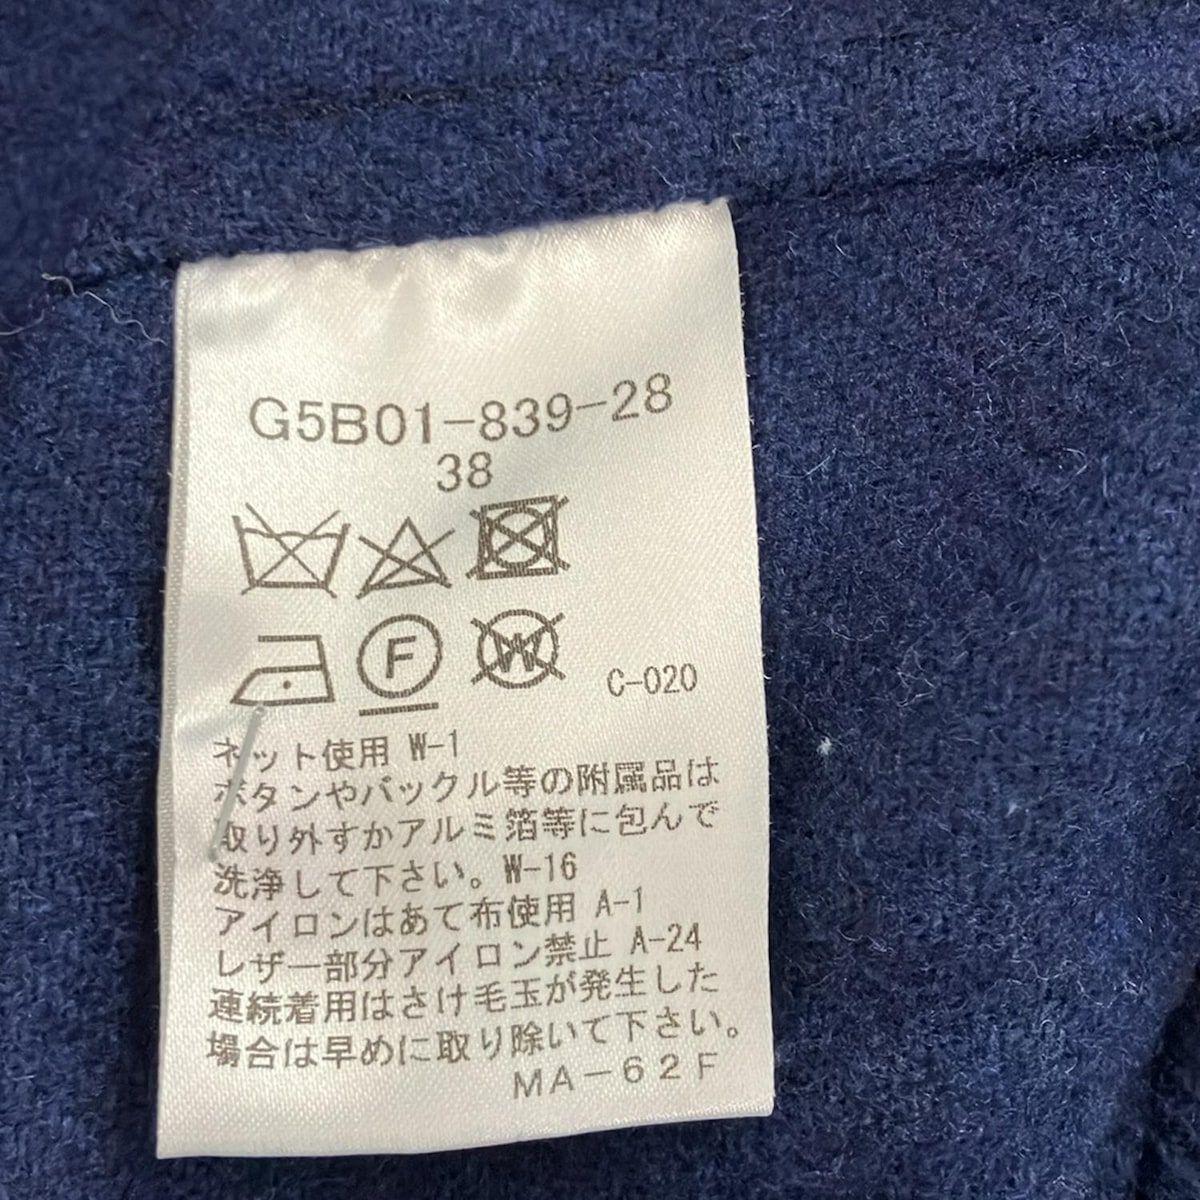 G5B01-839-28
38
F
W
C-020
ネット使用 W-1
ボタンやバックル等の附属品は
取り外すかアルミ箔等に包んで
洗浄して下さい。W-16
アイロンはあて布使用 A-1
レザー部分アイロン禁止 A-24
連続着用はさけ毛玉が発生した
場合は早めに取り除いて下さい。
MA-62F